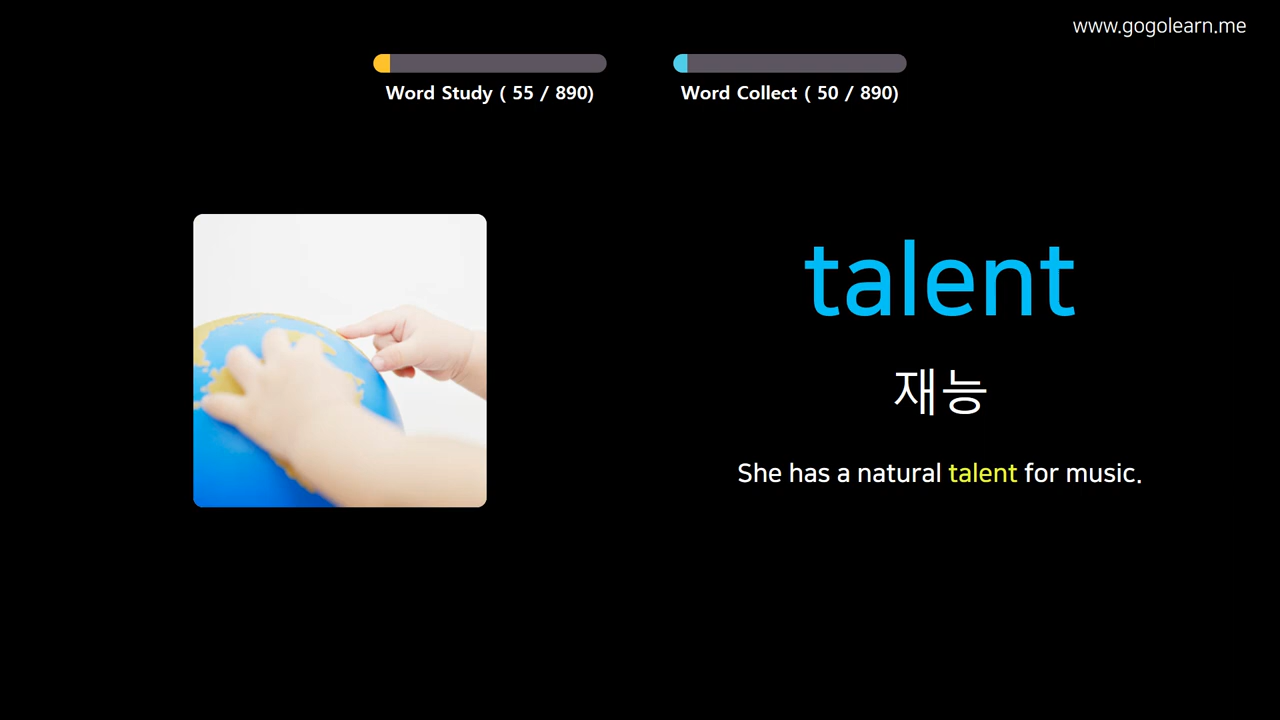 www.gogolearn.me
Word Study ( 55 / 890)
Word Collect ( 50 / 890)
talent
재능
She has a natural talent for music.